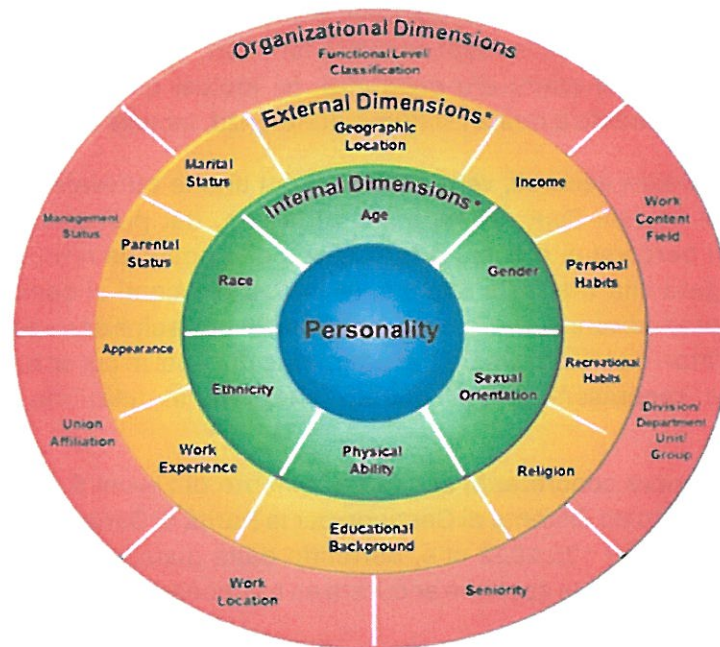 Organizational Dimensions
Functional Level/
Classification
External Dimensions*
Geographic
Location
Marital
Status
Income
Internal Dimensions*
Age
Management
Status
Work
Content
Field
Parental
Status
Personal
Habits
Race
Gender
Personality
Appearance
Recreational
Habits
Ethnicity
Sexual
Orientation
Union
Affiliation
Division/
Department
Unit/
Group
Work
Experience
Physical
Ability
Religion
Educational
Background
Work
Location
Seniority